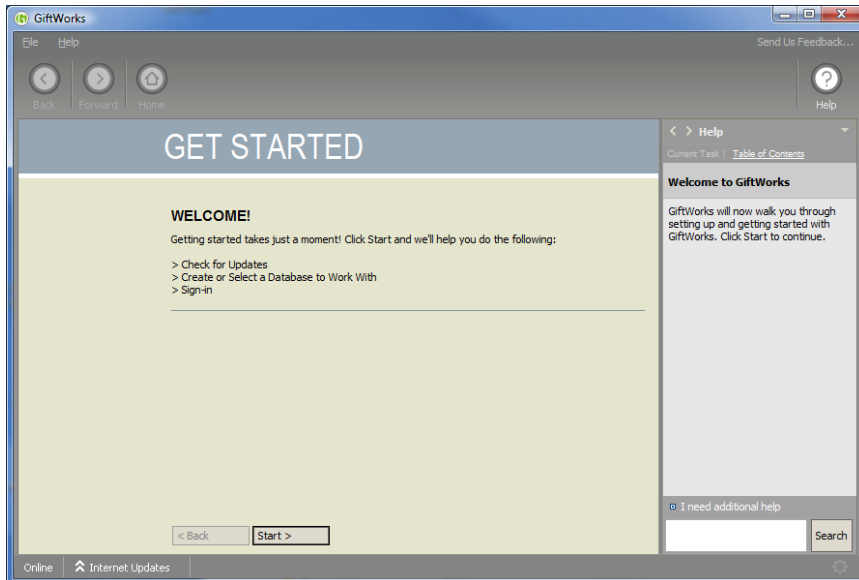 GiftWorks
File Help
Send Us Feedback...
Back Forward Home
Help
GET STARTED
WELCOME!
Getting started takes just a moment! Click Start and we'll help you do the following:
> Check for Updates
> Create or Select a Database to Work With
> Sign-in
< Back Start >
< > Help
Current Task | Table of Contents
Welcome to GiftWorks
GiftWorks will now walk you through
setting up and getting started with
GiftWorks. Click Start to continue.
I need additional help
Search
Online Internet Updates